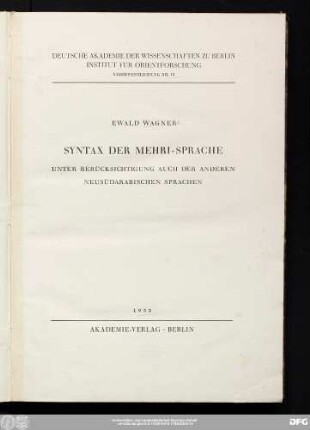 DEUTSCHE AKADEMIE DER WISSENSCHAFTEN ZU BERLIN
INSTITUT FÜR ORIENTFORSCHUNG
EWALD WAGNER
SYNTAX DER MEHRI-SPRACHE
UNTER BERÜCKSICHTIGUNG AUCH DER ANDEREN
NEUSÜDARABISCHEN SPRACHEN
1953
AKADEMIE-VERLAG · BERLIN
DFG